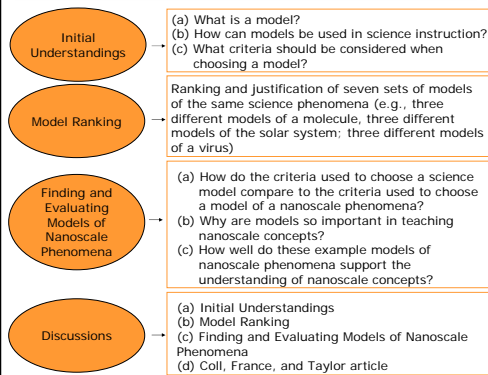 Initial
Understandings
(a) What is a model?
(b) How can models be used in science instruction?
(c) What criteria should be considered when
choosing a model?
Model Ranking
Ranking and justification of seven sets of models
of the same science phenomena (e.g., three
different models of a molecule, three different
models of the solar system; three different models
of a virus)
Finding and
Evaluating
Models of
Nanoscale
Phenomena
(a) How do the criteria used to choose a science
model compare to the criteria used to choose
a model of a nanoscale phenomena?
(b) Why are models so important in teaching
nanoscale concepts?
(c) How well do these example models of
nanoscale phenomena support the
understanding of nanoscale concepts?
Discussions
(a) Initial Understandings
(b) Model Ranking
(c) Finding and Evaluating Models of Nanoscale
Phenomena
(d) Coll, France, and Taylor article